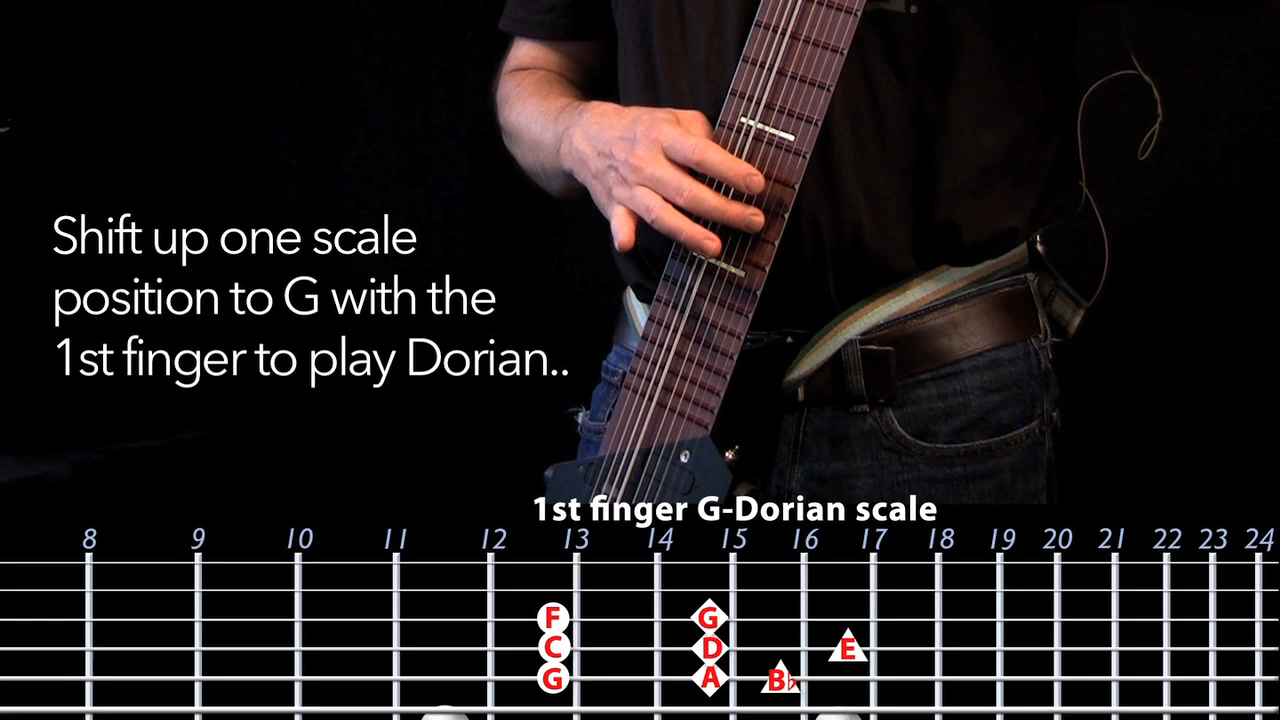 Shift up one scale
position to G with the
1st finger to play Dorian..
1st finger G-Dorian scale
8 9 10 11 12 13 14 15 16 17 18 19 20 21 22 23 24
F G
C D E
G A B♭